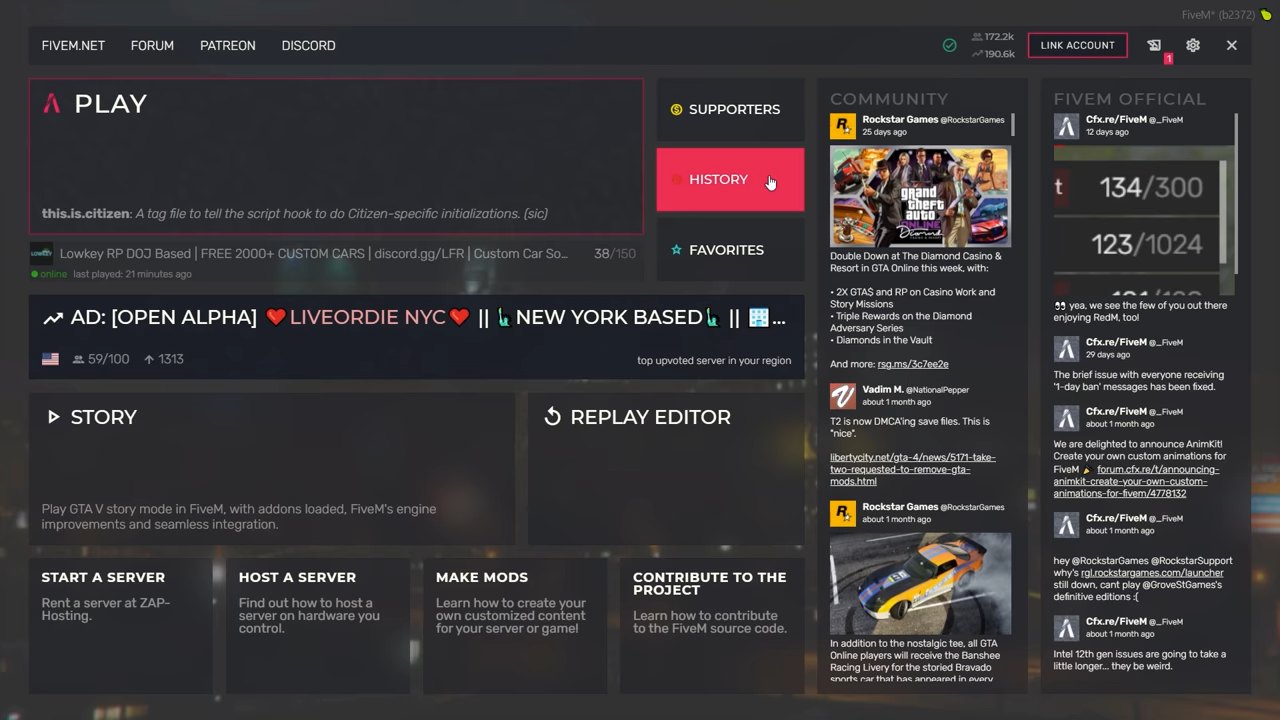 FiveM* (b2372)
FIVEM.NET
FORUM
PATREON
DISCORD
172.2k
190.6k
LINK ACCOUNT
1
PLAY
this.is.citizen: A tag file to tell the script hook to do Citizen-specific initializations. (sic)
Lowkey RP DOJ Based | FREE 2000+ CUSTOM CARS | discord.gg/LFR | Custom Car So...
38/150
online
last played: 21 minutes ago
SUPPORTERS
HISTORY
FAVORITES
AD: [OPEN ALPHA] ❤️LIVEORDIE NYC❤️ || 🗽NEW YORK BASED🗽 || 🏢...
59/100
1313
top upvoted server in your region
STORY
Play GTA V story mode in FiveM, with addons loaded, FiveM's engine
improvements and seamless integration.
REPLAY EDITOR
START A SERVER
Rent a server at ZAP-
Hosting.
HOST A SERVER
Find out how to host a
server on hardware you
control.
MAKE MODS
Learn how to create your
own customized content
for your server or game!
CONTRIBUTE TO THE
PROJECT
Learn how to contribute
to the FiveM source code.
COMMUNITY
Rockstar Games @RockstarGames
25 days ago
grand
theft
auto
ONLINE
Diamond
Double Down at The Diamond Casino &
Resort in GTA Online this week, with:
• 2X GTA$ and RP on Casino Work and
Story Missions
• Triple Rewards on the Diamond
Adversary Series
• Diamonds in the Vault
And more: rsg.ms/3c7ee2e
Vadim M. @NationalPepper
about 1 month ago
T2 is now DMCA'ing save files. This is
"nice".
libertycity.net/gta-4/news/5171-take-
two-requested-to-remove-gta-
mods.html
Rockstar Games @RockstarGames
about 1 month ago
In addition to the nostalgic tee, all GTA
Online players will receive the Banshee
Racing Livery for the storied Bravado
sports car that has appeared in every
FIVEM OFFICIAL
Cfx.re/FiveM @_FiveM
12 days ago
t
134/300
123/1024
👀 yea, we see the few of you out there
enjoying RedM, too!
Cfx.re/FiveM @_FiveM
29 days ago
The brief issue with everyone receiving
'1-day ban' messages has been fixed.
Cfx.re/FiveM @_FiveM
about 1 month ago
We are delighted to announce AnimKit!
Create your own custom animations for
FiveM 🎉 forum.cfx.re/t/announcing-
animkit-create-your-own-custom-
animations-for-fivem/4778132
Cfx.re/FiveM @_FiveM
about 1 month ago
hey @RockstarGames @RockstarSupport
why's rgl.rockstargames.com/launcher
still down, cant play @GroveStGames's
definitive editions :[
Cfx.re/FiveM @_FiveM
about 1 month ago
Intel 12th gen issues are going to take a
little longer... they be weird.